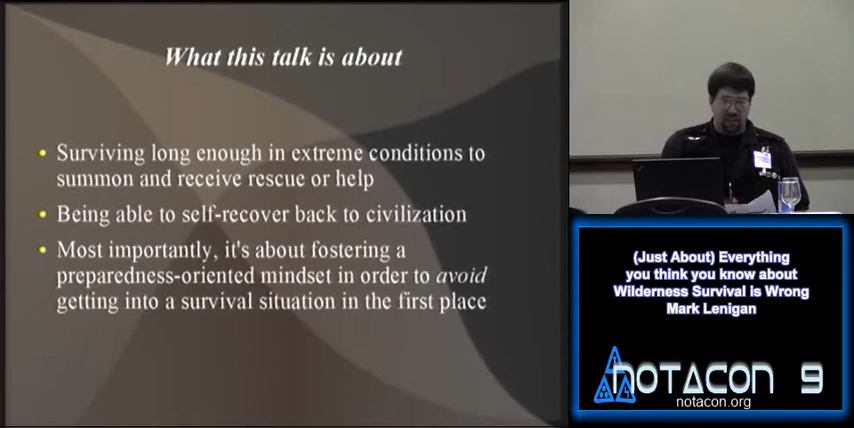 What this talk is about
Surviving long enough in extreme conditions to
summon and receive rescue or help
Being able to self-recover back to civilization
Most importantly, it's about fostering a
preparedness-oriented mindset in order to avoid
getting into a survival situation in the first place
(Just About) Everything
you think you know about
Wilderness Survival is Wrong
Mark Lenigan
NOTACON 9
notacon.org